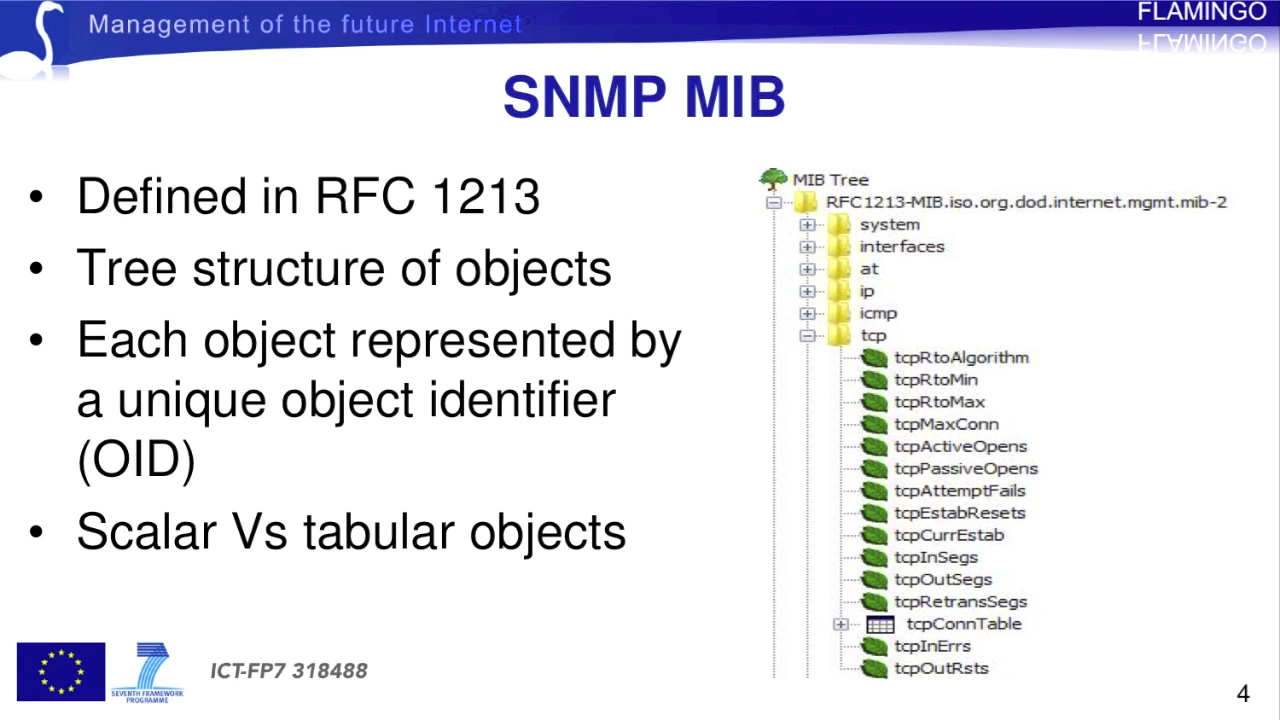 Management of the future Internet
FLAMINGO
FLAMINGO
SNMP MIB
• Defined in RFC 1213
• Tree structure of objects
• Each object represented by
a unique object identifier
(OID)
• Scalar Vs tabular objects
MIB Tree
RFC1213-MIB.iso.org.dod.internet.mgmt.mib-2
system
interfaces
at
ip
icmp
tcp
tcpRtoAlgorithm
tcpRtoMin
tcpRtoMax
tcpMaxConn
tcpActiveOpens
tcpPassiveOpens
tcpAttemptFails
tcpEstabResets
tcpCurrEstab
tcpInSegs
tcpOutSegs
tcpRetransSegs
tcpConnTable
tcpInErrs
tcpOutRsts
SEVENTH FRAMEWORK
PROGRAMME
ICT-FP7 318488
4